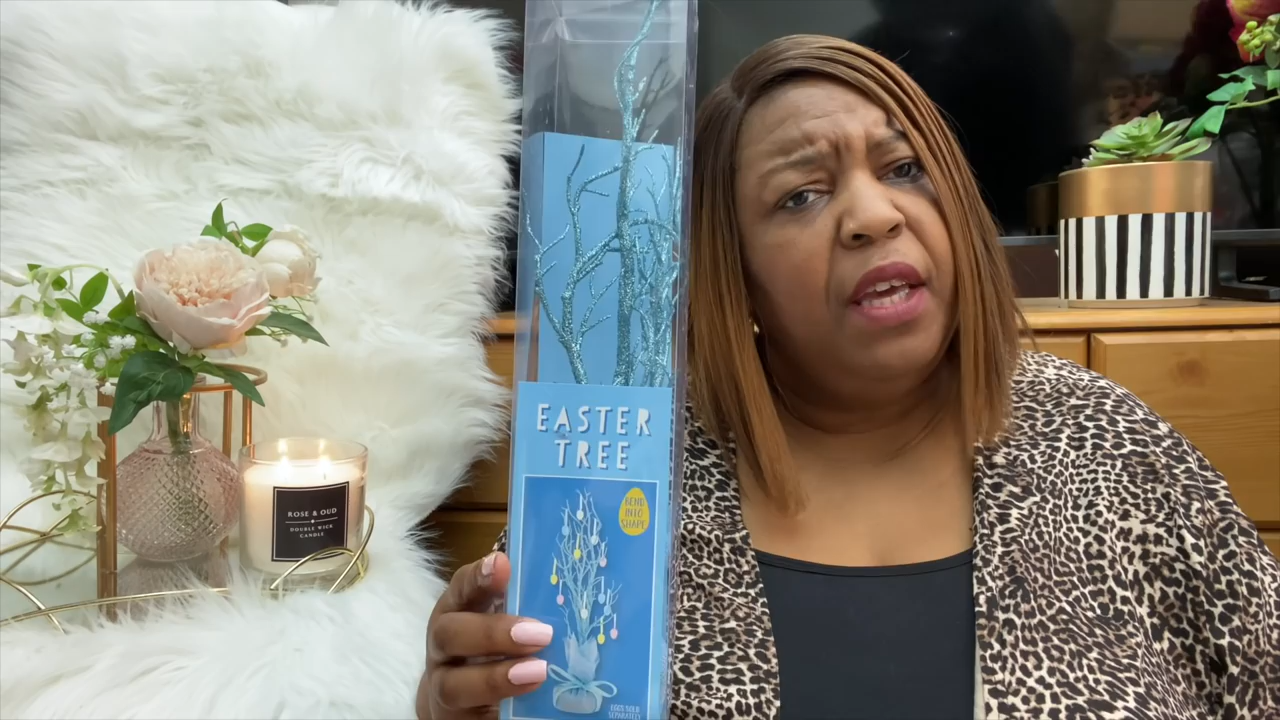 EASTER
TREE
BEND
INTO
SHAPE
EGGS SOLD
SEPARATELY
ROSE & OUD
DOUBLE WICK
CANDLE